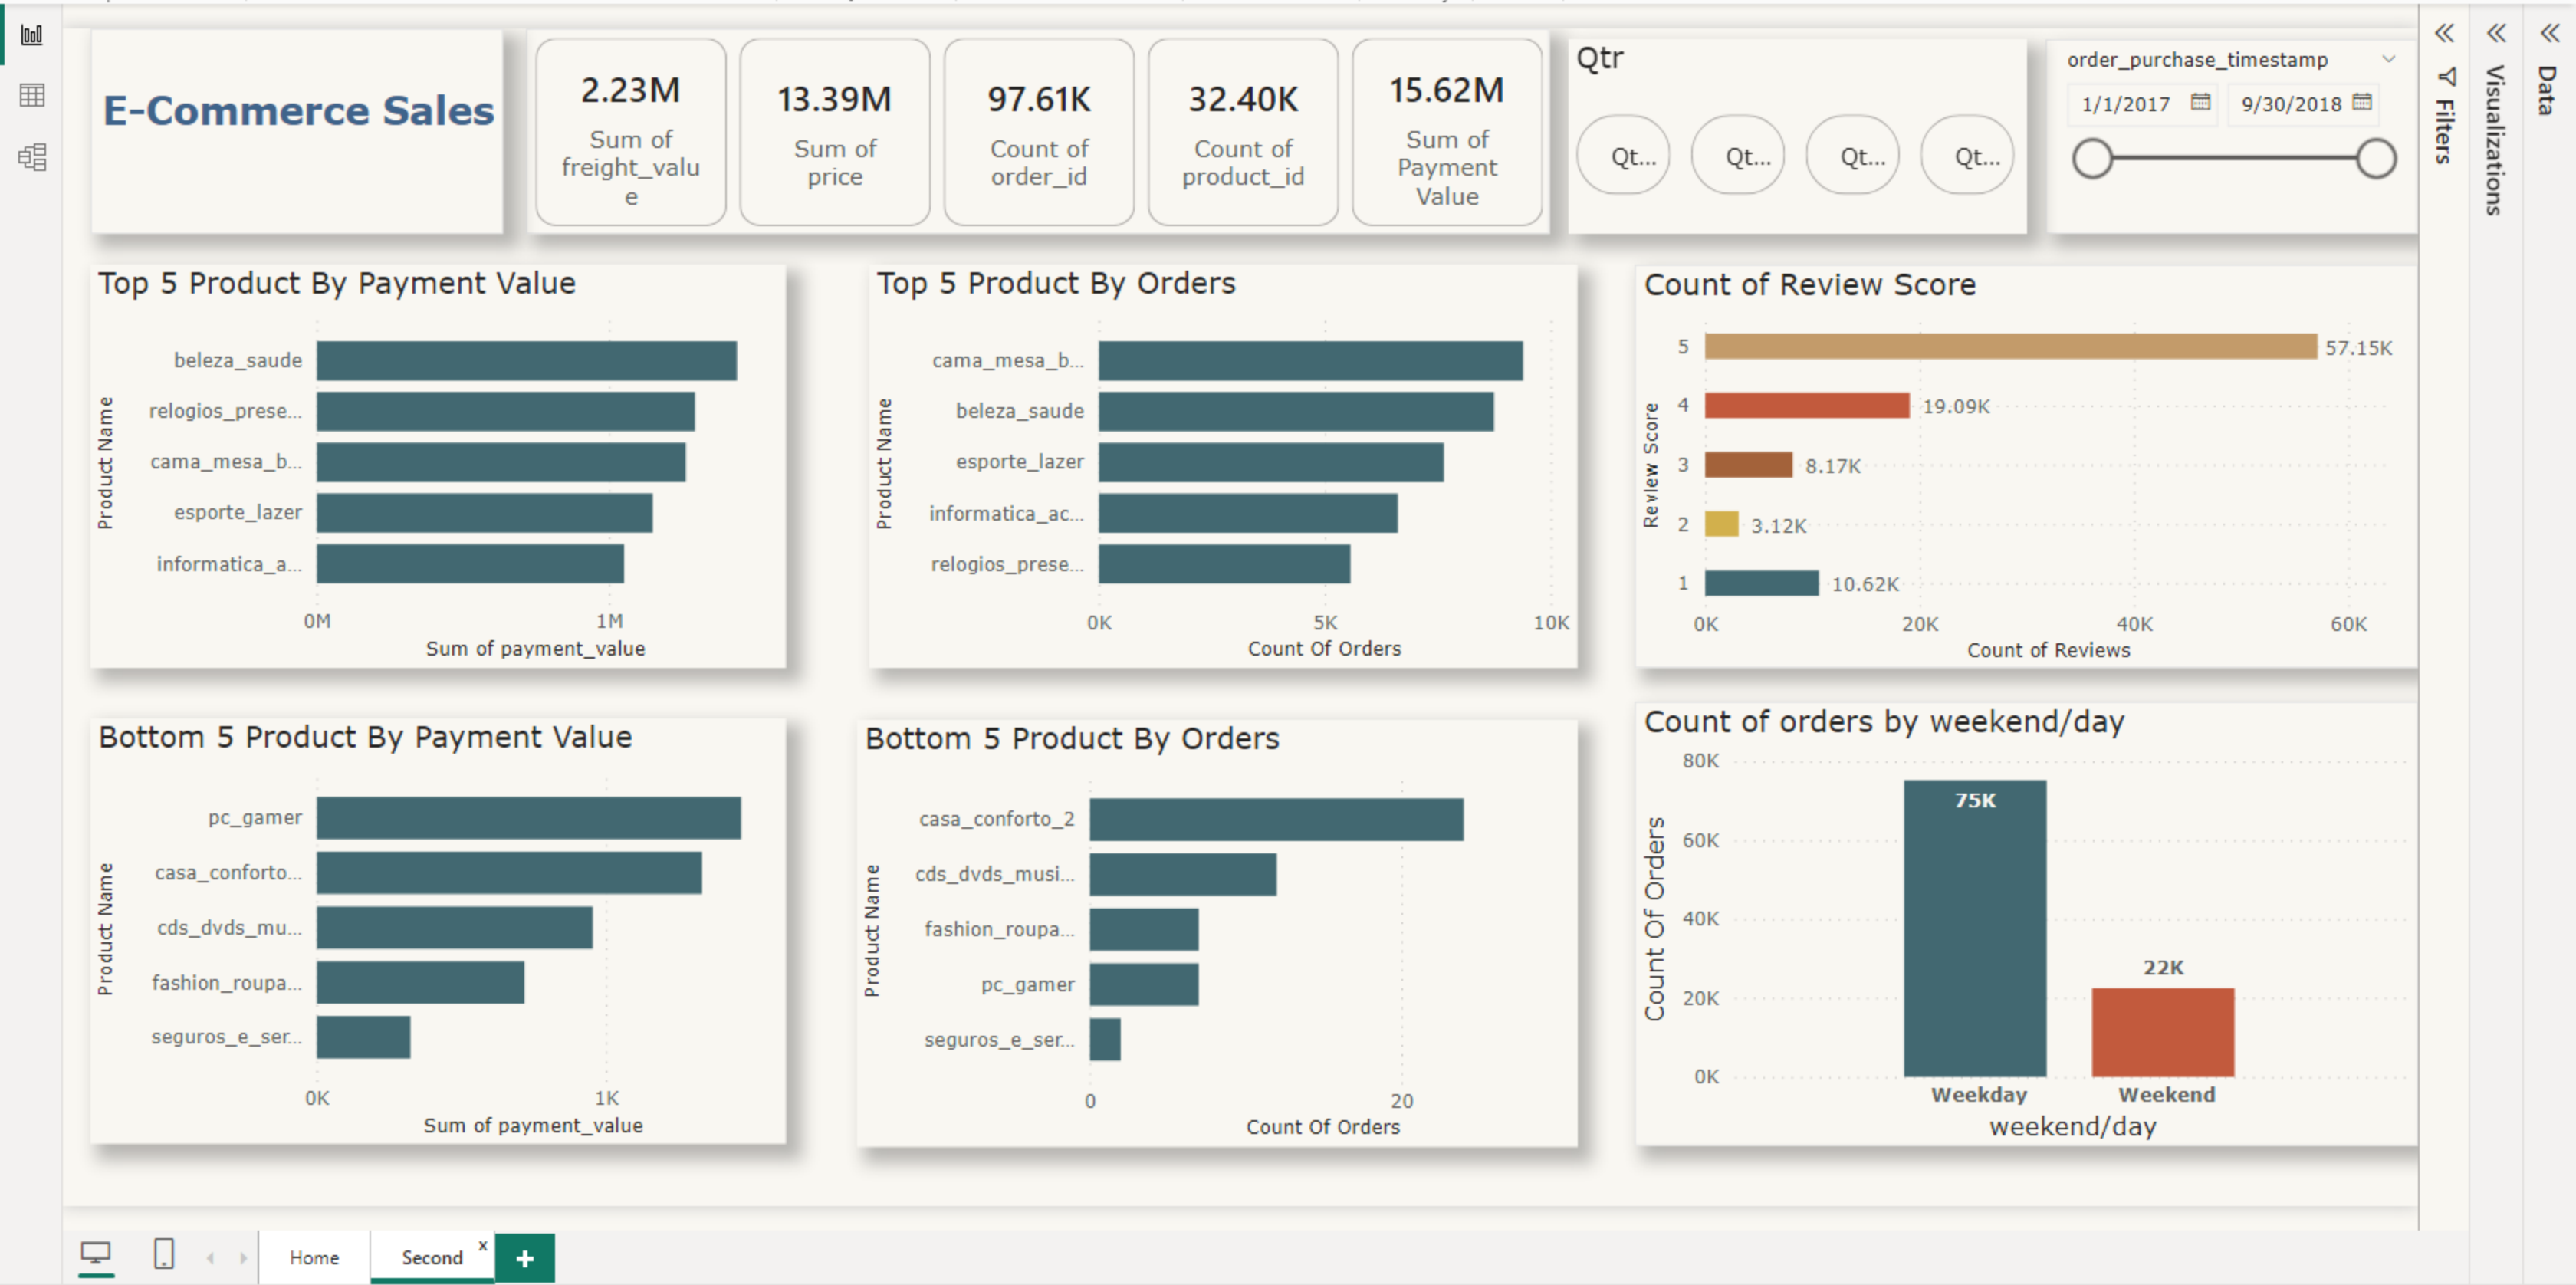 E-Commerce Sales
2.23M
Sum of
freight_valu
e
13.39M
Sum of
price
97.61K
Count of
order_id
32.40K
Count of
product_id
15.62M
Sum of
Payment
Value
Qtr
Qt...
Qt...
Qt...
Qt...
order_purchase_timestamp
1/1/2017
9/30/2018
Filters
Visualizations
Data
Top 5 Product By Payment Value
Product Name
beleza_saude
relogios_prese...
cama_mesa_b...
esporte_lazer
informatica_a...
0M
1M
Sum of payment_value
Top 5 Product By Orders
Product Name
cama_mesa_b...
beleza_saude
esporte_lazer
informatica_ac...
relogios_prese...
0K
5K
10K
Count Of Orders
Count of Review Score
Review Score
5
57.15K
4
19.09K
3
8.17K
2
3.12K
1
10.62K
0K
20K
40K
60K
Count of Reviews
Bottom 5 Product By Payment Value
Product Name
pc_gamer
casa_conforto...
cds_dvds_mu...
fashion_roupa...
seguros_e_ser...
0K
1K
Sum of payment_value
Bottom 5 Product By Orders
Product Name
casa_conforto_2
cds_dvds_musi...
fashion_roupa...
pc_gamer
seguros_e_ser...
0
20
Count Of Orders
Count of orders by weekend/day
Count Of Orders
80K
60K
40K
20K
0K
75K
22K
Weekday
Weekend
weekend/day
Home
Second
x
+